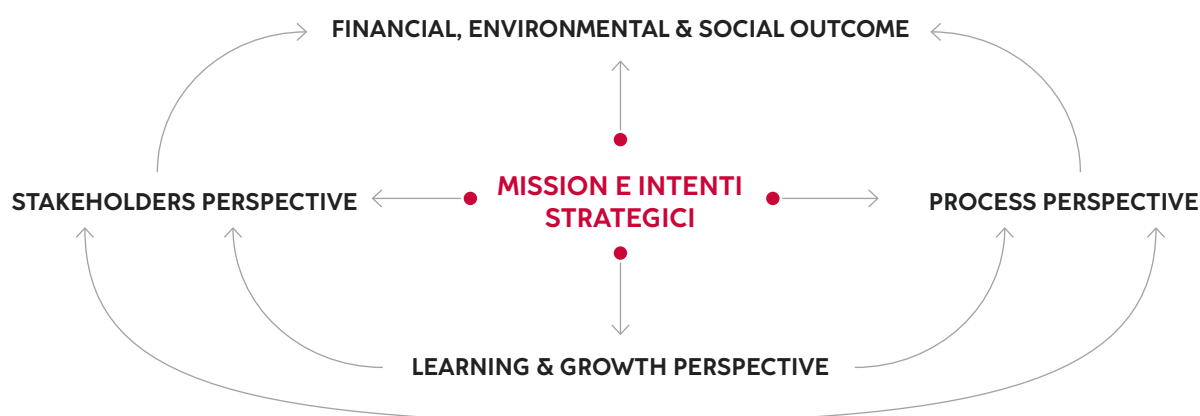 FINANCIAL, ENVIRONMENTAL & SOCIAL OUTCOME
MISSION E INTENTI
STRATEGICI
STAKEHOLDERS PERSPECTIVE
PROCESS PERSPECTIVE
LEARNING & GROWTH PERSPECTIVE